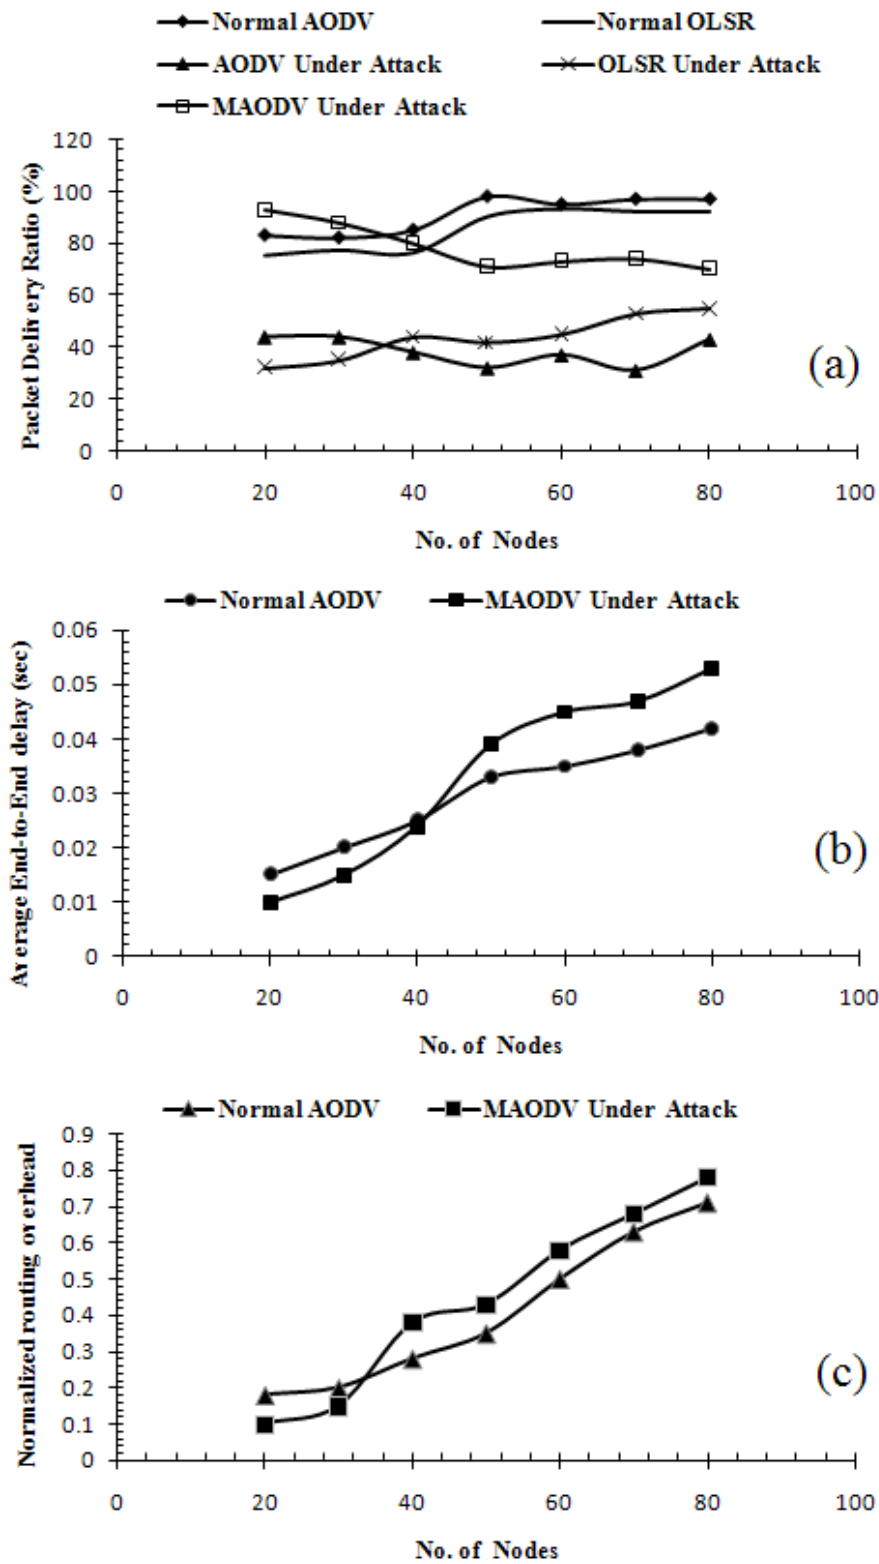 Normal AODV Normal OLSR
AODV Under Attack OLSR Under Attack
MAODV Under Attack
Packet Delivery Ratio (%)
120
100
80
60
40
20
0
0 20 40 60 80 100
No. of Nodes
(a)
Normal AODV MAODV Under Attack
Average End-to-End delay (sec)
0.06
0.05
0.04
0.03
0.02
0.01
0
0 20 40 60 80 100
No. of Nodes
(b)
Normal AODV MAODV Under Attack
Normalized routing overhead
0.9
0.8
0.7
0.6
0.5
0.4
0.3
0.2
0.1
0
0 20 40 60 80 100
No. of Nodes
(c)